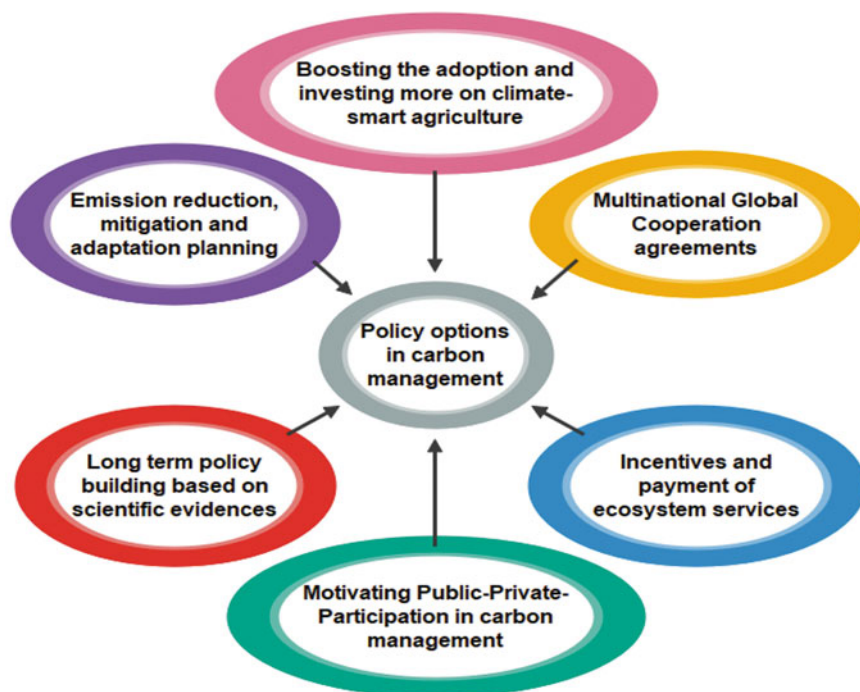 Boosting the adoption and
investing more on climate-
smart agriculture
Emission reduction,
mitigation and
adaptation planning
Multinational Global
Cooperation
agreements
Policy options
in carbon
management
Long term policy
building based on
scientific evidences
Incentives and
payment of
ecosystem services
Motivating Public-Private-
Participation in carbon
management